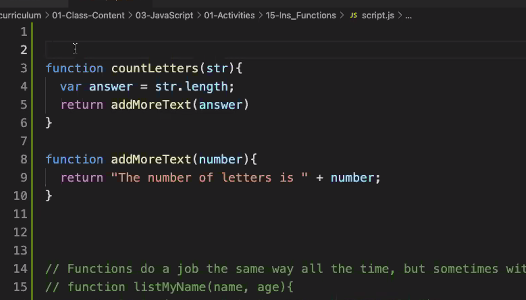 curriculum > 01-Class-Content > 03-JavaScript > 01-Activities > 15-Ins_Functions > JS script.js > ...
1
2
3 function countLetters(str){
4 var answer = str.length;
5 return addMoreText(answer)
6 }
7
8 function addMoreText(number){
9 return "The number of letters is " + number;
10 }
11
12
13
14 // Functions do a job the same way all the time, but sometimes wit
15 // function listMyName(name, age){